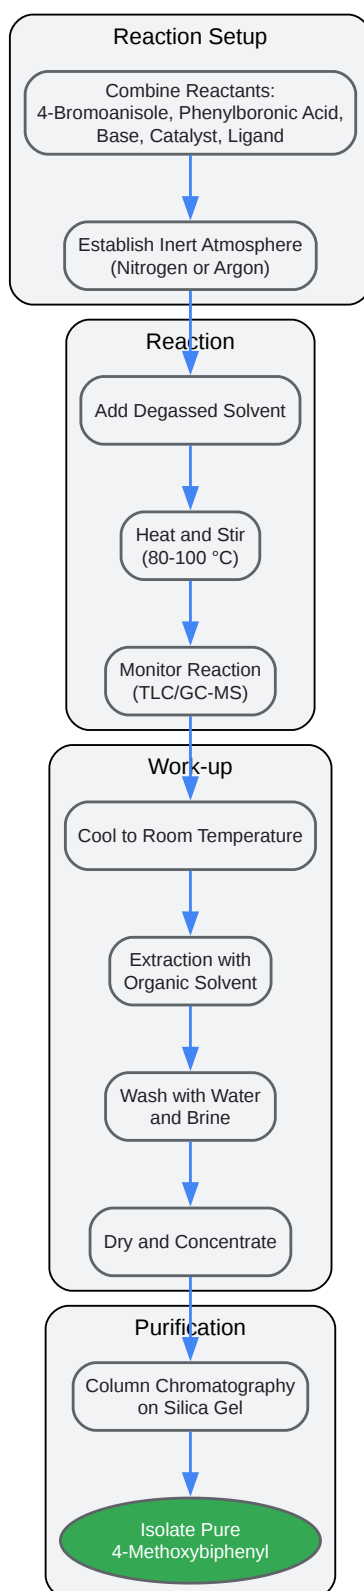 Reaction Setup
Combine Reactants:
4-Bromoanisole, Phenylboronic Acid,
Base, Catalyst, Ligand
Establish Inert Atmosphere
(Nitrogen or Argon)
Reaction
Add Degassed Solvent
Heat and Stir
(80-100 °C)
Monitor Reaction
(TLC/GC-MS)
Work-up
Cool to Room Temperature
Extraction with
Organic Solvent
Wash with Water
and Brine
Dry and Concentrate
Purification
Column Chromatography
on Silica Gel
Isolate Pure
4-Methoxybiphenyl